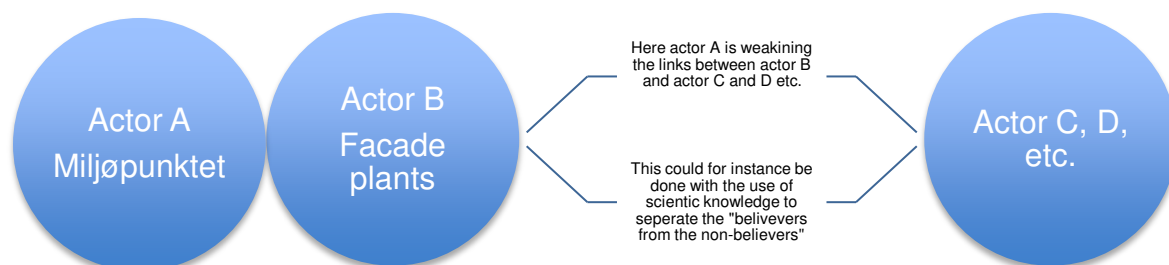 Actor A
Miljøpunktet
Actor B
Facade
plants
Here actor A is weakining
the links between actor B
and actor C and D etc.
This could for instance be
done with the use of
scientic knowledge to
seperate the "belivevers
from the non-believers"
Actor C, D,
etc.